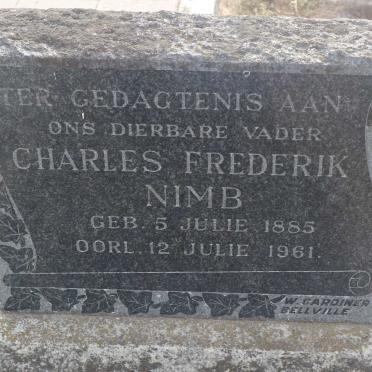 TER GEDAGTENIS AAN
ONS DIERBARE VADER
CHARLES FREDERIK
NIMB
GEB. 5 JULIE 1885
OORL. 12 JULIE 1961.
W. GARDINER
BELLVILLE